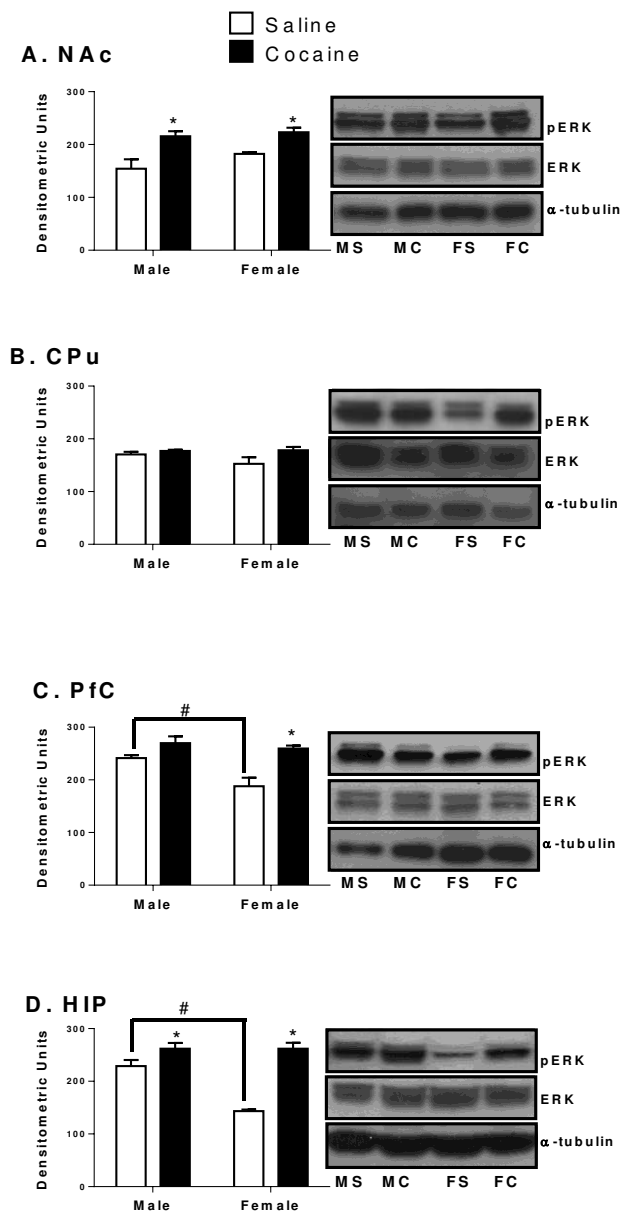 Saline
Cocaine
A. NAc
Densitometric Units
300
200
100
0
*
*
Male
Female
pERK
ERK
α-tubulin
MS MC FS FC
B. CPu
Densitometric Units
300
200
100
0
Male
Female
pERK
ERK
α-tubulin
MS MC FS FC
C. PfC
Densitometric Units
300
200
100
0
#
*
Male
Female
pERK
ERK
α-tubulin
MS MC FS FC
D. HIP
Densitometric Units
300
200
100
0
#
*
*
Male
Female
pERK
ERK
α-tubulin
MS MC FS FC